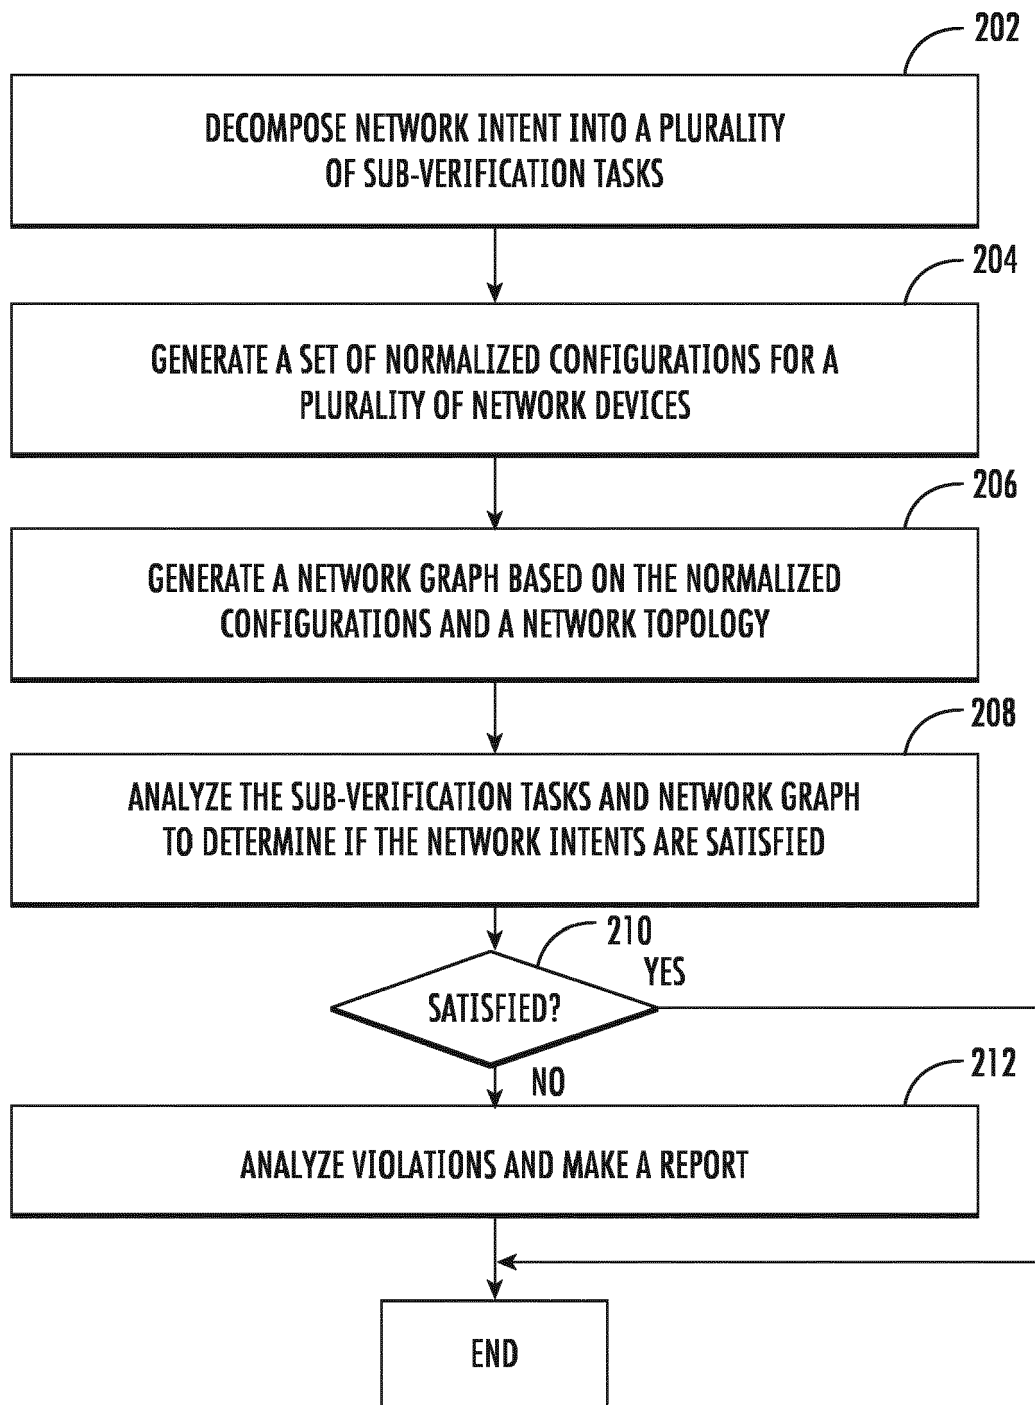 202
DECOMPOSE NETWORK INTENT INTO A PLURALITY
OF SUB-VERIFICATION TASKS
204
GENERATE A SET OF NORMALIZED CONFIGURATIONS FOR A
PLURALITY OF NETWORK DEVICES
206
GENERATE A NETWORK GRAPH BASED ON THE NORMALIZED
CONFIGURATIONS AND A NETWORK TOPOLOGY
208
ANALYZE THE SUB-VERIFICATION TASKS AND NETWORK GRAPH
TO DETERMINE IF THE NETWORK INTENTS ARE SATISFIED
210
YES
SATISFIED?
NO
212
ANALYZE VIOLATIONS AND MAKE A REPORT
END